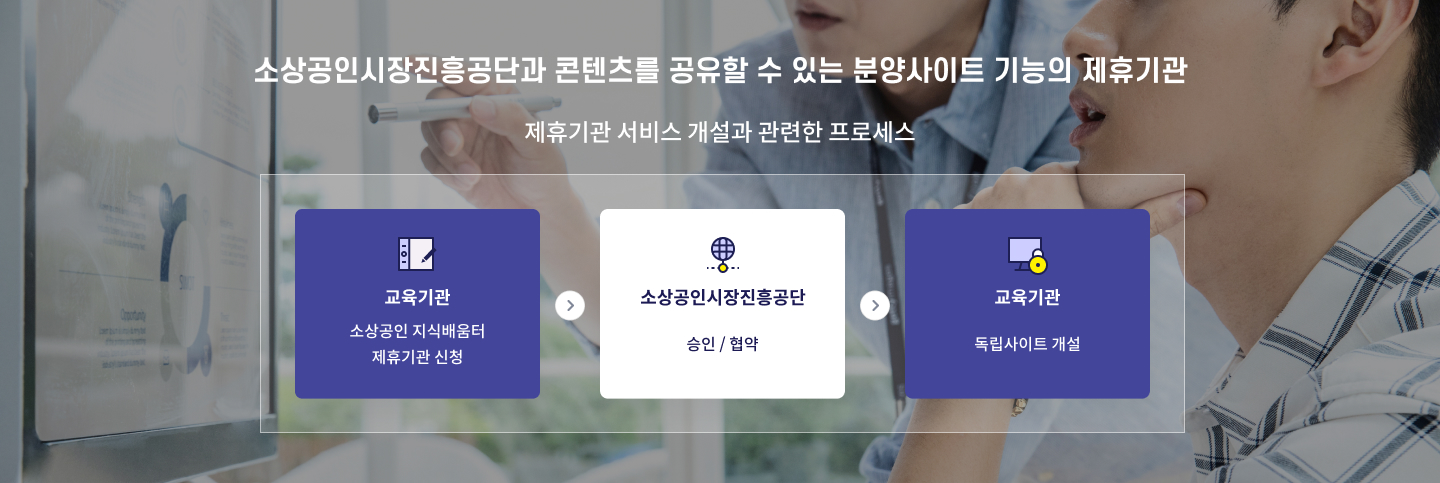 소상공인시장진흥공단과 콘텐츠를 공유할 수 있는 분양사이트 기능의 제휴기관
제휴기관 서비스 개설과 관련한 프로세스
교육기관
소상공인 지식배움터
제휴기관 신청
소상공인시장진흥공단
승인 / 협약
교육기관
독립사이트 개설
Opportunity